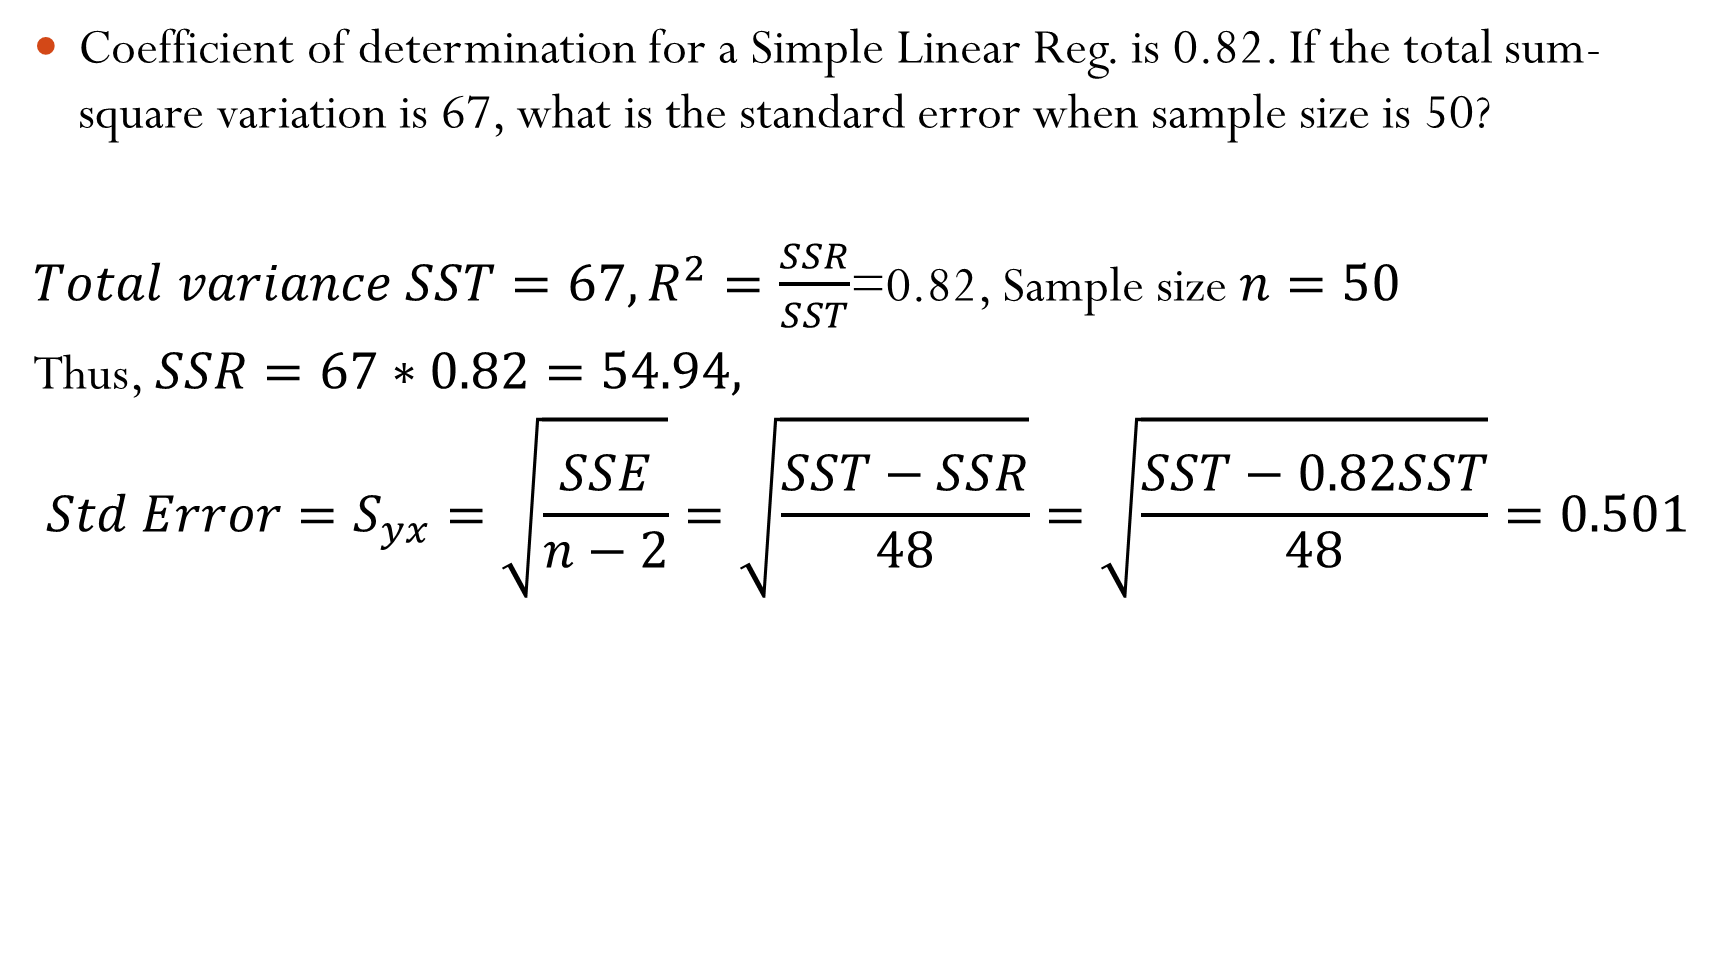 • Coefficient of determination for a Simple Linear Reg. is 0.82. If the total sum-
square variation is 67, what is the standard error when sample size is 50?
Total variance SST = 67, R² = SSR/SST =0.82, Sample size n = 50
Thus, SSR = 67 * 0.82 = 54.94,
Std Error = S_yx = √(SSE/(n − 2)) = √((SST − SSR)/48) = √((SST − 0.82SST)/48) = 0.501